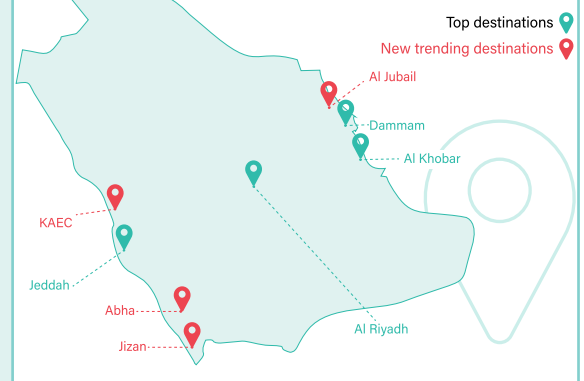 Top destinations
New trending destinations
Al Jubail
Dammam
Al Khobar
KAEC
Jeddah
Abha
Al Riyadh
Jizan